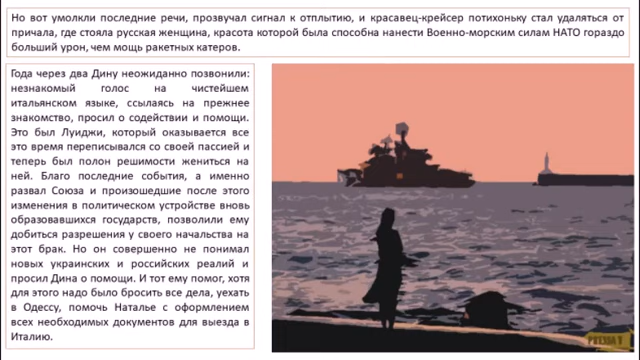 Но вот умолкли последние речи, прозвучал сигнал к отплытию, и красавец-крейсер потихоньку стал удаляться от
причала, где стояла русская женщина, красота которой была способна нанести Военно-морским силам НАТО гораздо
больший урон, чем мощь ракетных катеров.
Года через два Дину неожиданно позвонили:
незнакомый голос на чистейшем
итальянском языке, ссылаясь на прежнее
знакомство, просил о содействии и помощи.
Это был Луиджи, который оказывается все
это время переписывался со своей пассией и
теперь был полон решимости жениться на
ней. Благо последние события, а именно
развал Союза и произошедшие после этого
изменения в политическом устройстве вновь
образовавшихся государств, позволили ему
добиться разрешения у своего начальства на
этот брак. Но он совершенно не понимал
новых украинских и российских реалий и
просил Дина о помощи. И тот ему помог, хотя
для этого надо было бросить все дела, уехать
в Одессу, помочь Наталье с оформлением
всех необходимых документов для выезда в
Италию.